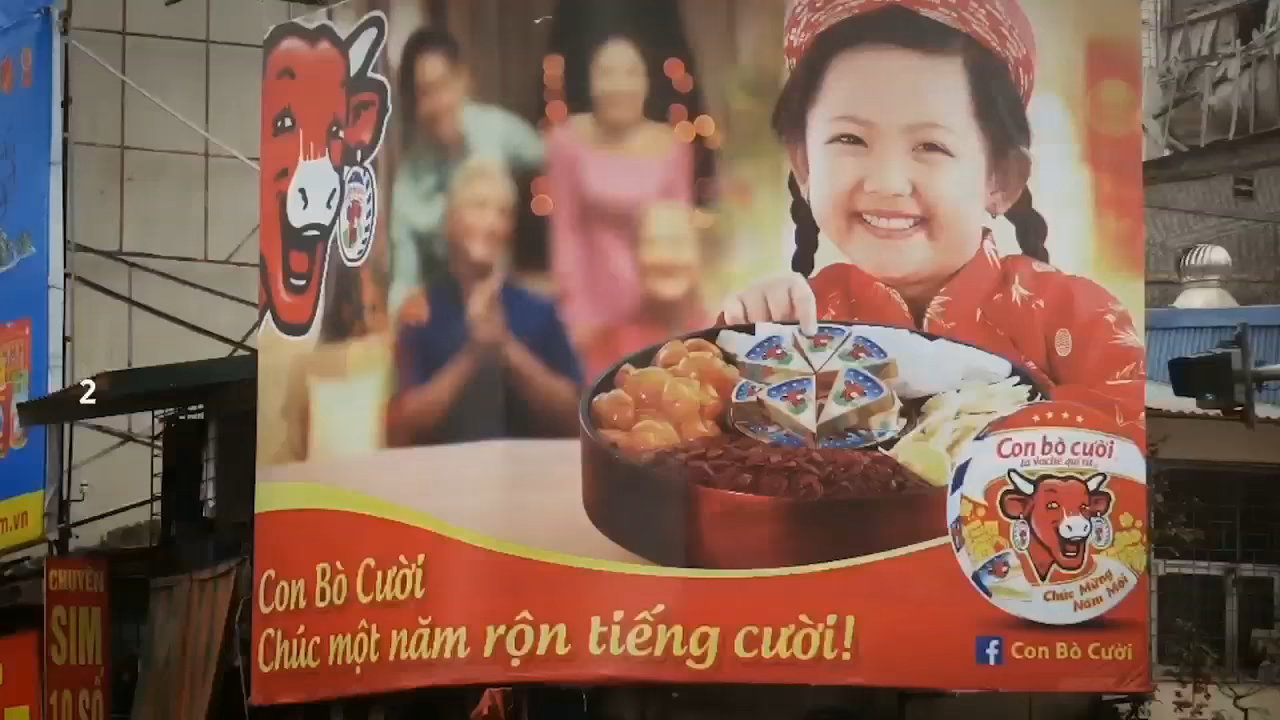 2
m.vn
CHUYÊN
SIM
10 SỐ
Con bò cười
la vache qui rit
Chúc Mừng
Năm Mới
Con Bò Cười
Chúc một năm rộn tiếng cười!
Con Bò Cười